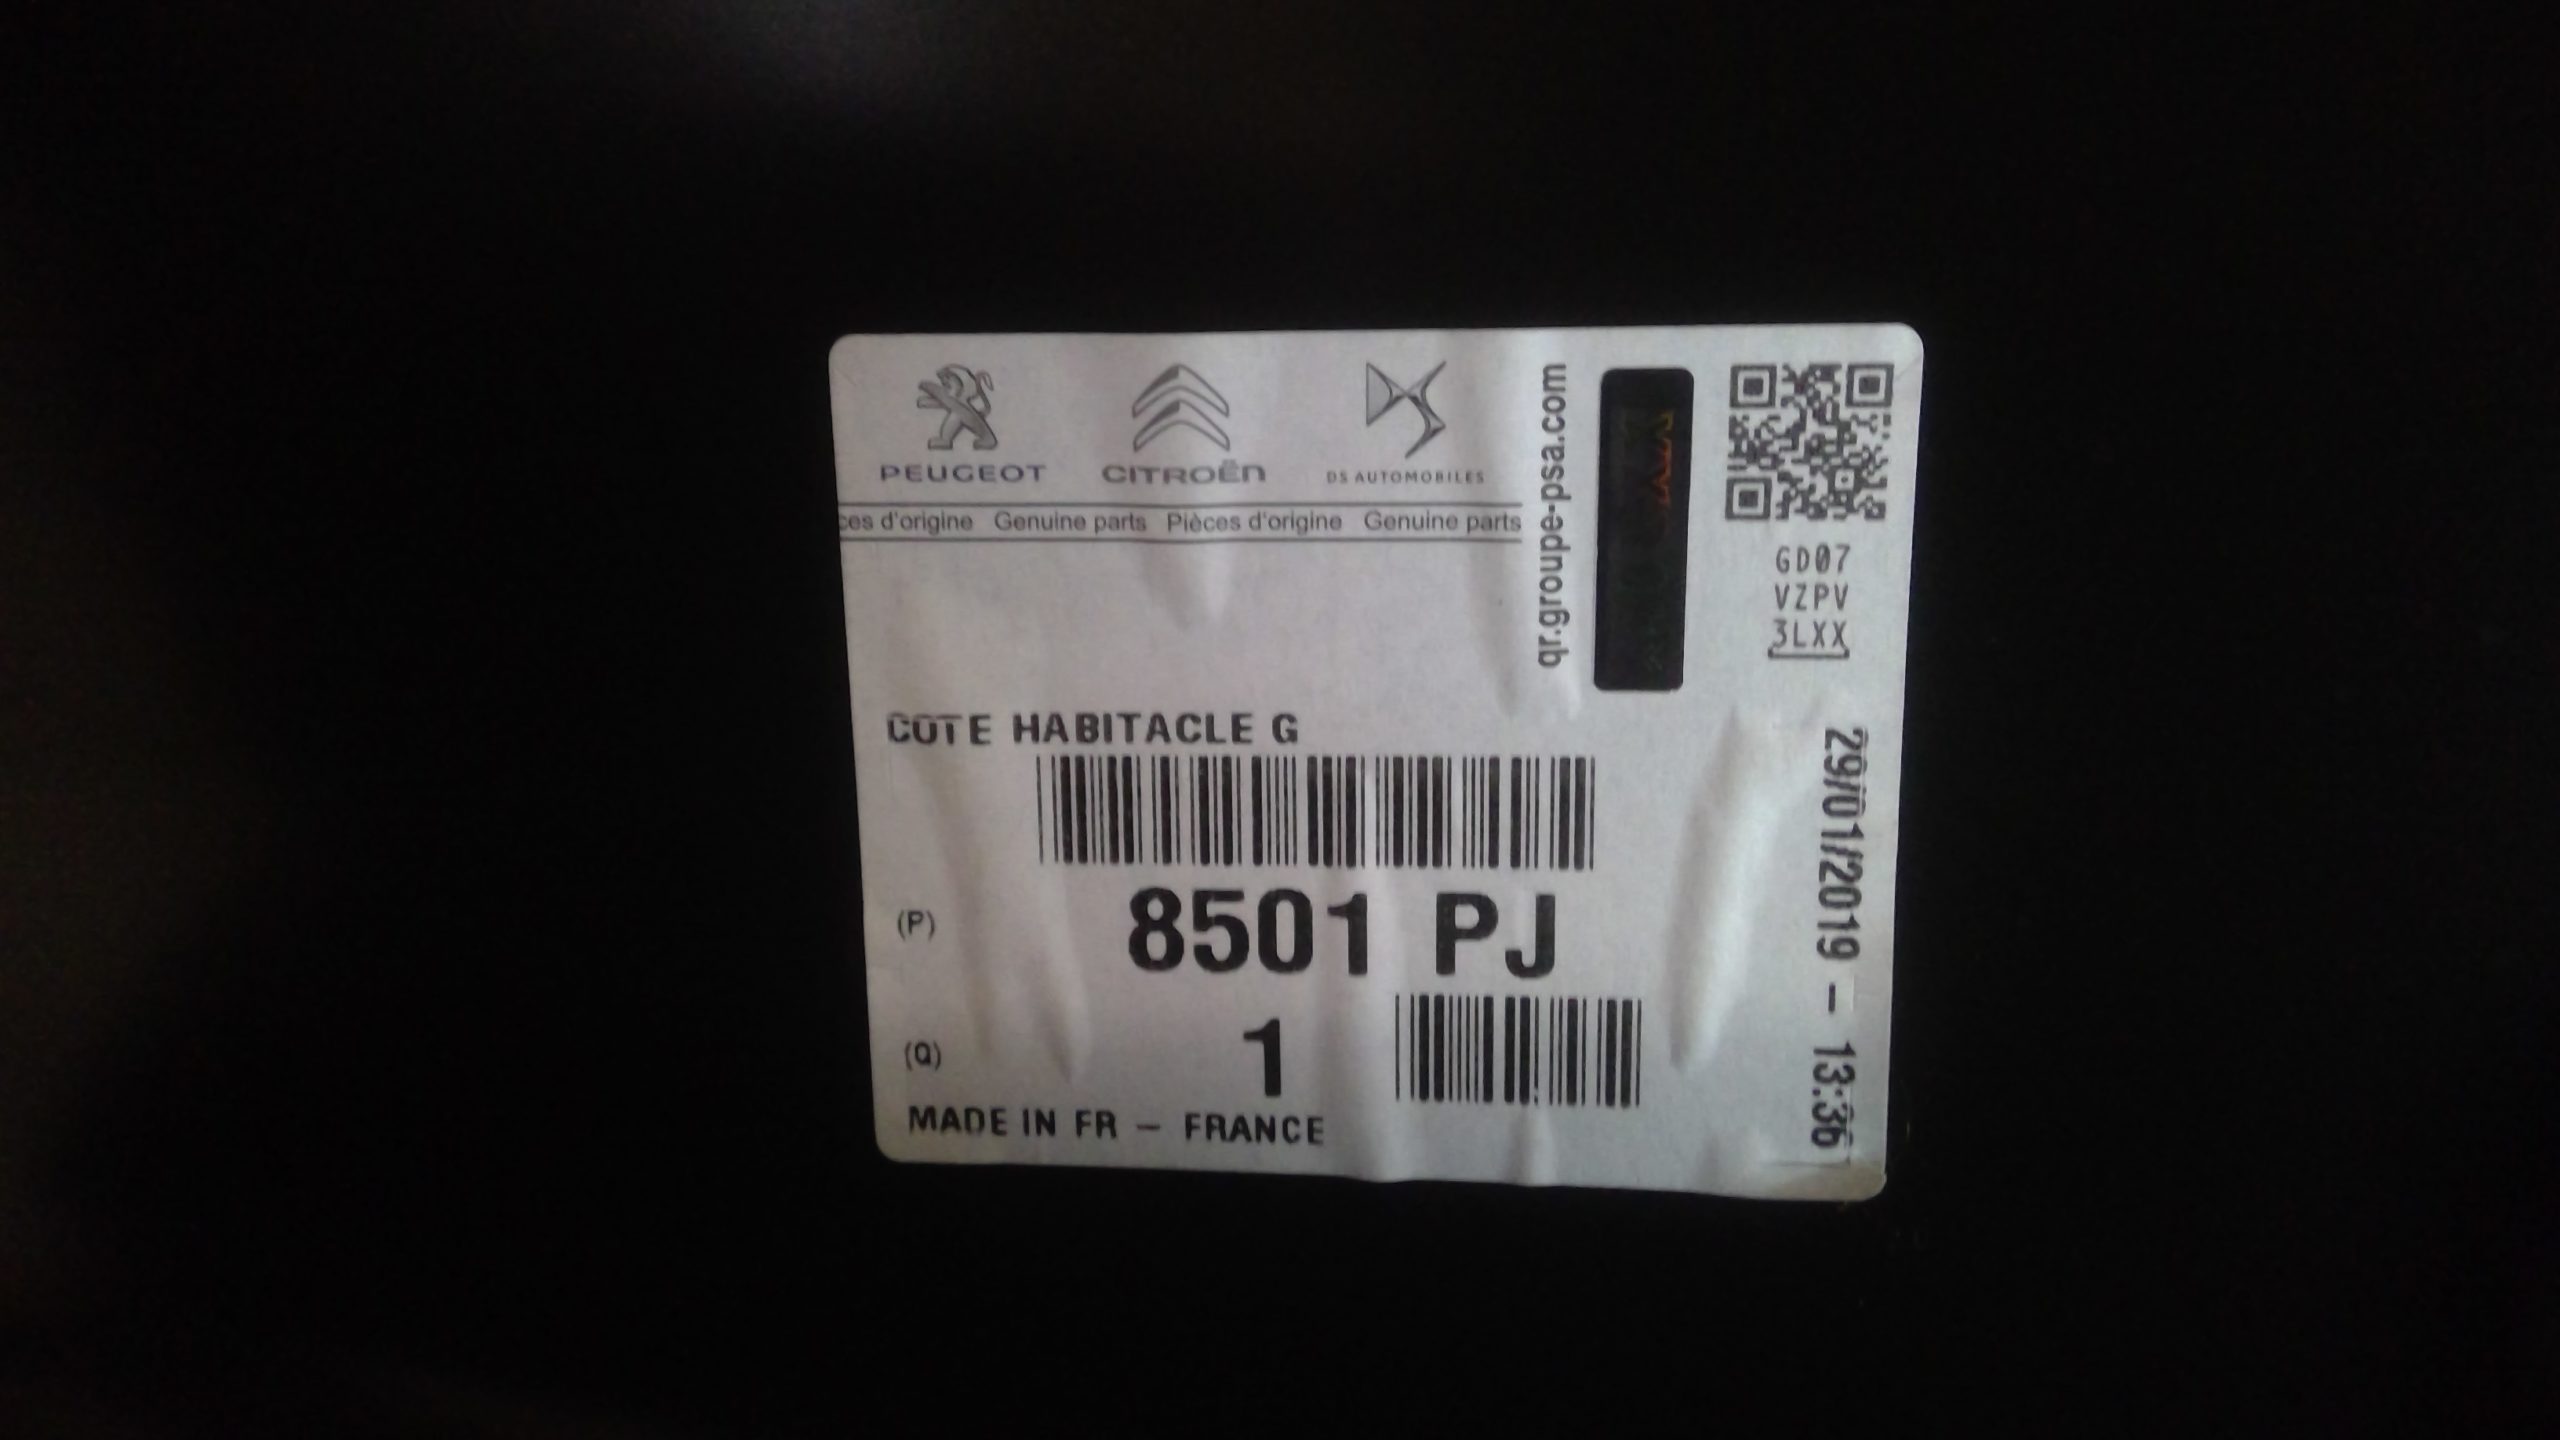 PEUGEOT
CITROËN
DS AUTOMOBILES
ces d'origine Genuine parts Pièces d'origine Genuine parts
qr.groupe-psa.com
GD07
VZPV
3LXX
COTE HABITACLE G
(P) 8501 PJ
(Q) 1
MADE IN FR – FRANCE
29/01/2019 – 13:36